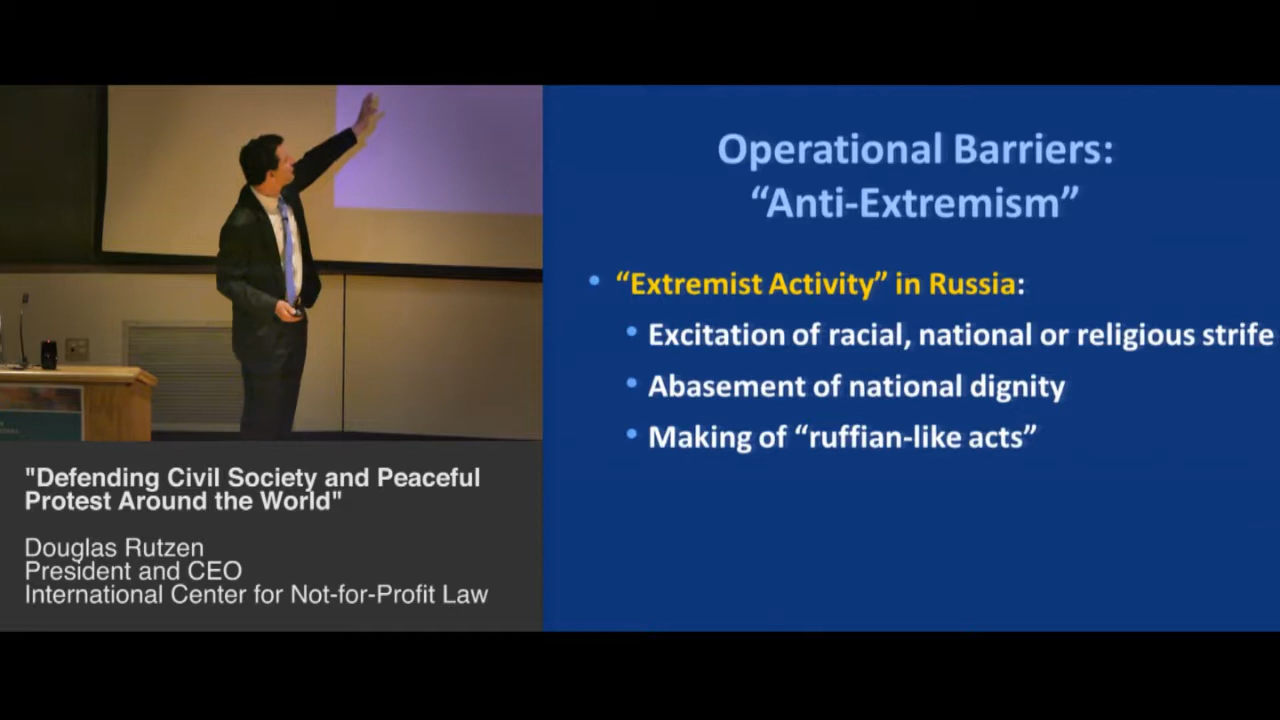 Operational Barriers:
“Anti-Extremism”
• “Extremist Activity” in Russia:
• Excitation of racial, national or religious strife
• Abasement of national dignity
• Making of “ruffian-like acts”
"Defending Civil Society and Peaceful
Protest Around the World"
Douglas Rutzen
President and CEO
International Center for Not-for-Profit Law